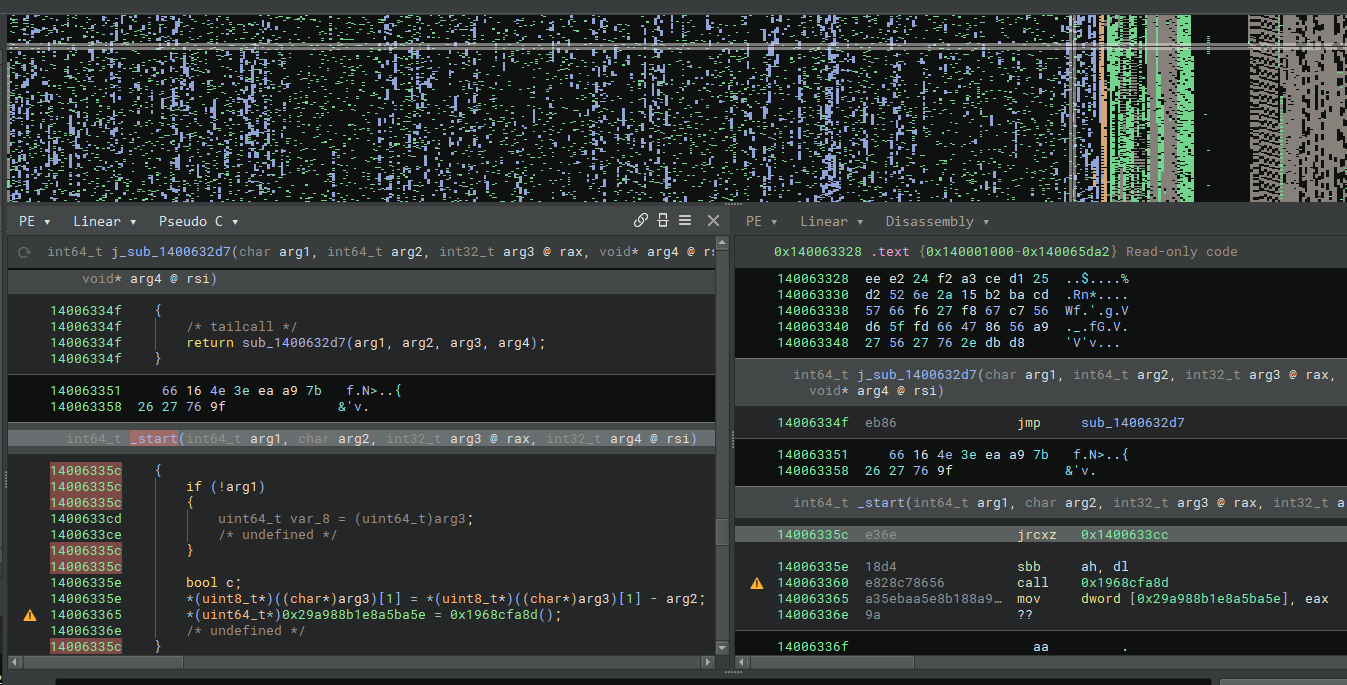 PE ▾ Linear ▾ Pseudo C ▾
int64_t j_sub_1400632d7(char arg1, int64_t arg2, int32_t arg3 @ rax, void* arg4 @ rs
void* arg4 @ rsi)
14006334f {
14006334f /* tailcall */
14006334f return sub_1400632d7(arg1, arg2, arg3, arg4);
14006334f }
140063351 66 16 4e 3e ea a9 7b f.N>..{
140063358 26 27 76 9f &'v.
int64_t _start(int64_t arg1, char arg2, int32_t arg3 @ rax, int32_t arg4 @ rsi)
14006335c {
14006335c if (!arg1)
14006335c {
1400633cd uint64_t var_8 = (uint64_t)arg3;
1400633ce /* undefined */
14006335c }
14006335c
14006335e bool c;
14006335e *(uint8_t*)((char*)arg3)[1] = *(uint8_t*)((char*)arg3)[1] - arg2;
140063365 *(uint64_t*)0x29a988b1e8a5ba5e = 0x1968cfa8d();
14006336e /* undefined */
14006335c }
PE ▾ Linear ▾ Disassembly ▾
0x140063328 .text {0x140001000-0x140065da2} Read-only code
140063328 ee e2 24 f2 a3 ce d1 25 ..$....%
140063330 d2 52 6e 2a 15 b2 ba cd .Rn*....
140063338 57 66 f6 27 f8 67 c7 56 Wf.'.g.V
140063340 d6 5f fd 66 47 86 56 a9 ._.fG.V.
140063348 27 56 27 76 2e db d8 'V'v...
int64_t j_sub_1400632d7(char arg1, int64_t arg2, int32_t arg3 @ rax,
void* arg4 @ rsi)
14006334f eb86 jmp sub_1400632d7
140063351 66 16 4e 3e ea a9 7b f.N>..{
140063358 26 27 76 9f &'v.
int64_t _start(int64_t arg1, char arg2, int32_t arg3 @ rax, int32_t a
14006335c e36e jrcxz 0x1400633cc
14006335e 18d4 sbb ah, dl
140063360 e828c78656 call 0x1968cfa8d
140063365 a35ebaa5e8b188a9… mov dword [0x29a988b1e8a5ba5e], eax
14006336e 9a ??
14006336f aa .